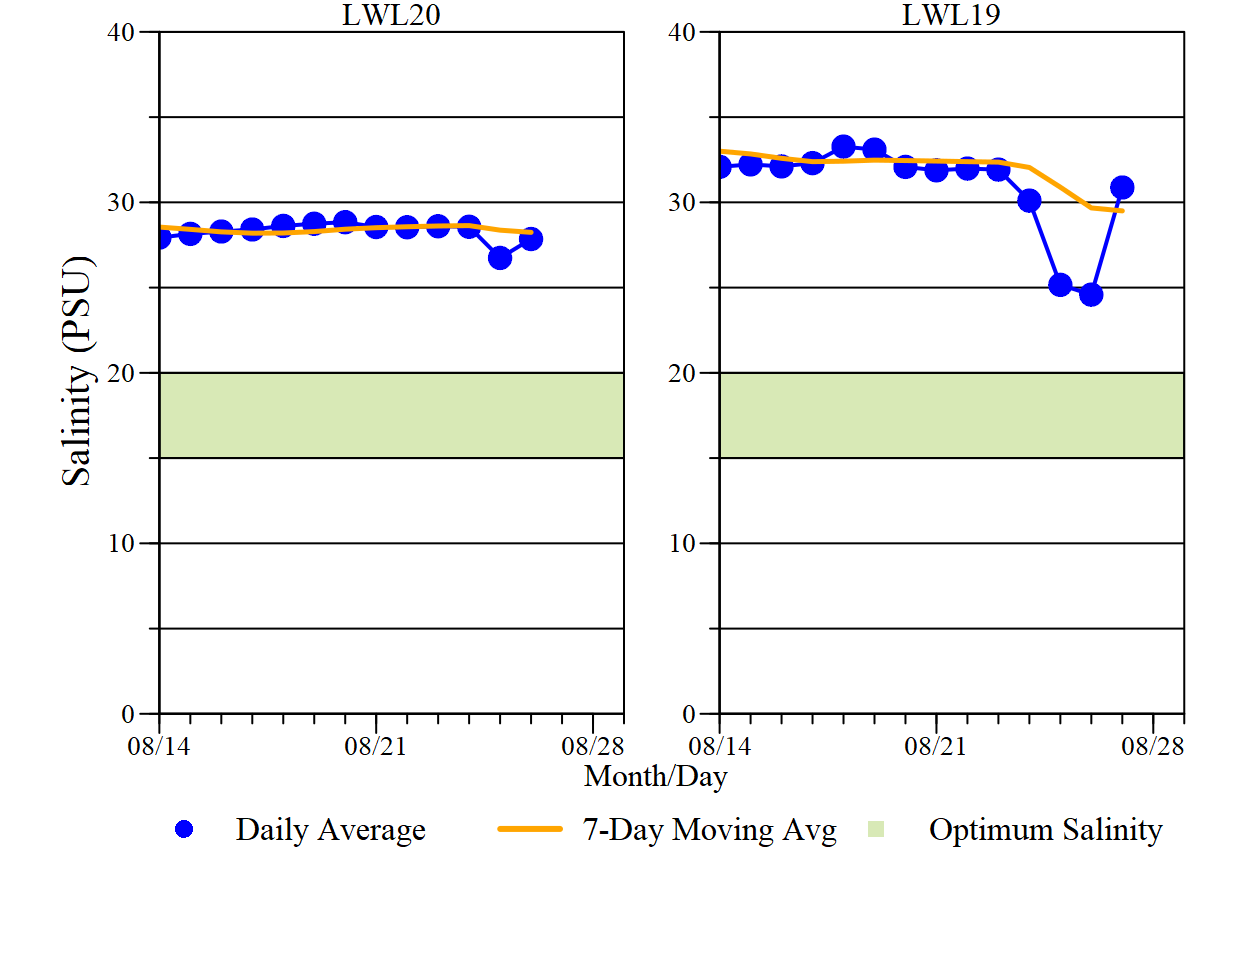 LWL20
LWL19
40
30
20
10
0
40
30
20
10
0
Salinity (PSU)
08/14
08/21
08/28
08/14
08/21
08/28
Month/Day
Daily Average
7-Day Moving Avg
Optimum Salinity